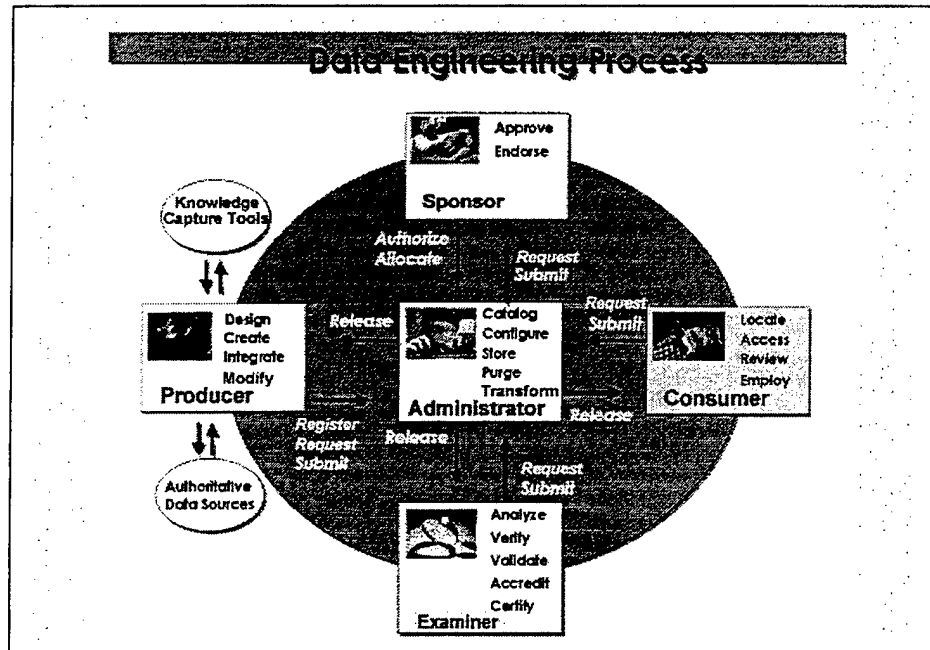 Data Engineering Process
Approve
Endorse
Sponsor
Knowledge
Capture Tools
Authorize
Allocate
Request
Submit
Design
Create
Integrate
Modify
Producer
Release
Catalog
Configure
Store
Purge
Transform
Administrator
Request
Submit
Locate
Access
Review
Employ
Consumer
Register
Request
Submit
Release
Release
Authoritative
Data Sources
Request
Submit
Analyze
Verify
Validate
Accredit
Certify
Examiner